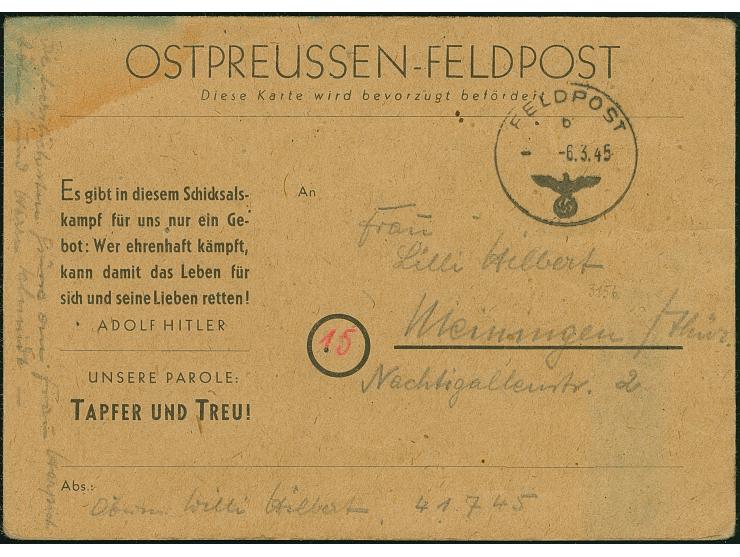 OSTPREUSSEN-FELDPOST
Diese Karte wird bevorzugt befördert
FELDPOST
b
- -6.3.45
Es gibt in diesem Schicksals-
kampf für uns nur ein Ge-
bot: Wer ehrenhaft kämpft,
kann damit das Leben für
sich und seine Lieben retten!
ADOLF HITLER
UNSERE PAROLE:
TAPFER UND TREU!
An
Frau
Lilli Hilbert
3156
15
Meiningen /Thür.
Nachtigallenstr. 2
Abs.:
Willi Hilbert 41745